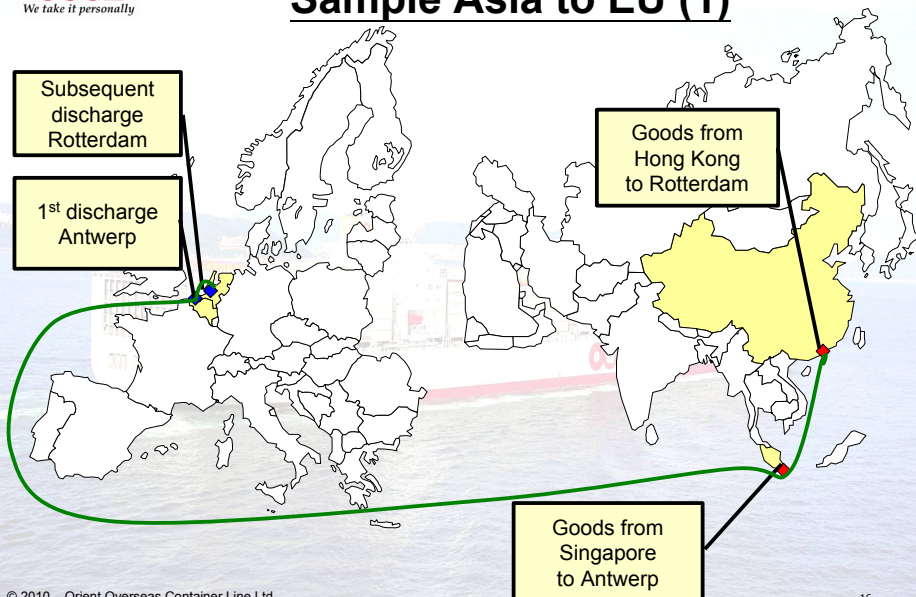 We take it personally
Sample Asia to EU (1)
Subsequent
discharge
Rotterdam
Goods from
Hong Kong
to Rotterdam
1st discharge
Antwerp
Goods from
Singapore
to Antwerp
© 2010 Orient Overseas Container Line Ltd
16